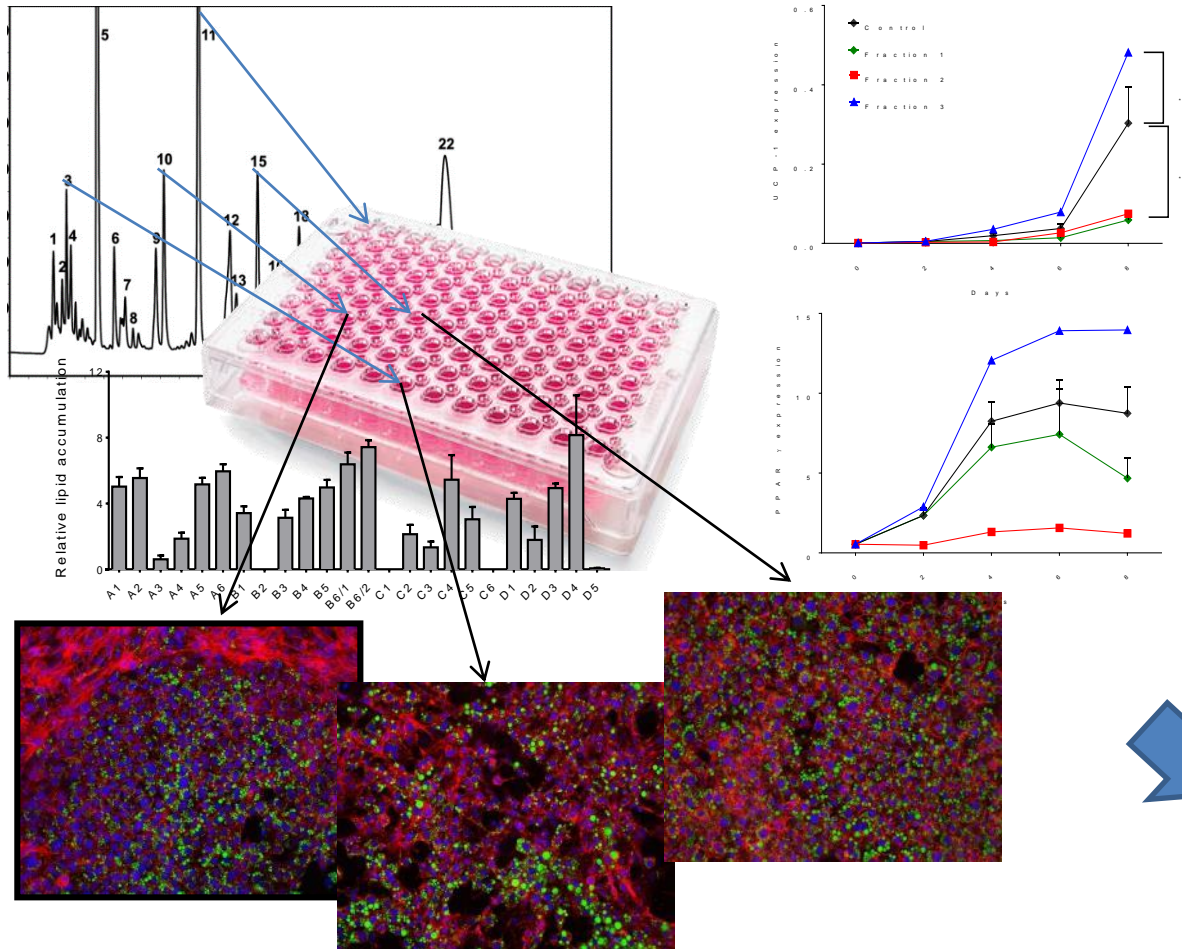 5
11
10
15
22
3
18
1
4
12
6
9
2
13
7
8
Relative lipid accumulation
12
8
4
0
A1
A2
A3
A4
A5
A6
B1
B2
B3
B4
B5
B6/1
B6/2
C1
C2
C3
C4
C5
C6
D1
D2
D3
D4
D5
UCP-1 expression
0.6
0.4
0.2
0.0
Control
Fraction 1
Fraction 2
Fraction 3
0
2
4
6
8
Days
PPARγ expression
15
10
5
0
0
2
4
6
8
s